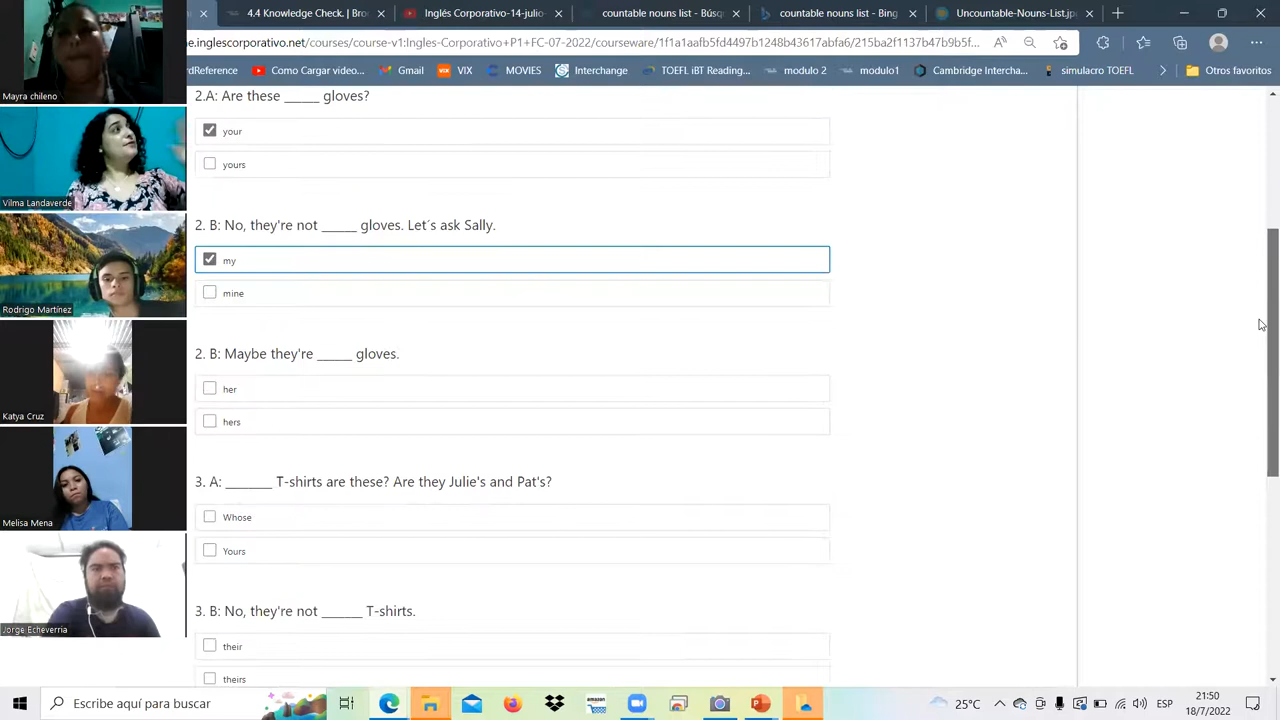 4.4 Knowledge Check. | Bro
Inglés Corporativo-14-jus
countable nouns list - Búsq
countable nouns list - Bing
Uncountable-Nouns-List.jp
e.inglescorporativo.net/courses/course-v1:Ingles-Corporativo+P1+FC-07-2022/courseware/1f1a1aafb5fd4497b1248b43617abfa6/215ba2f1137b47b9b5f...
rdReference
Como Cargar video...
Gmail
VIX
MOVIES
Interchange
TOEFL iBT Reading...
modulo 2
modulo1
Cambridge Intercha...
simulacro TOEFL
Otros favoritos
Mayra chileno
Vilma Landaverde
Rodrigo Martínez
Katya Cruz
Melisa Mena
Jorge Echeverria
2.A: Are these _____ gloves?
your
yours
2. B: No, they're not _____ gloves. Let´s ask Sally.
my
mine
2. B: Maybe they're _____ gloves.
her
hers
3. A: _______ T-shirts are these? Are they Julie's and Pat's?
Whose
Yours
3. B: No, they're not ______ T-shirts.
their
theirs
Escribe aquí para buscar
amazon
25°C
ESP
21:50
18/7/2022